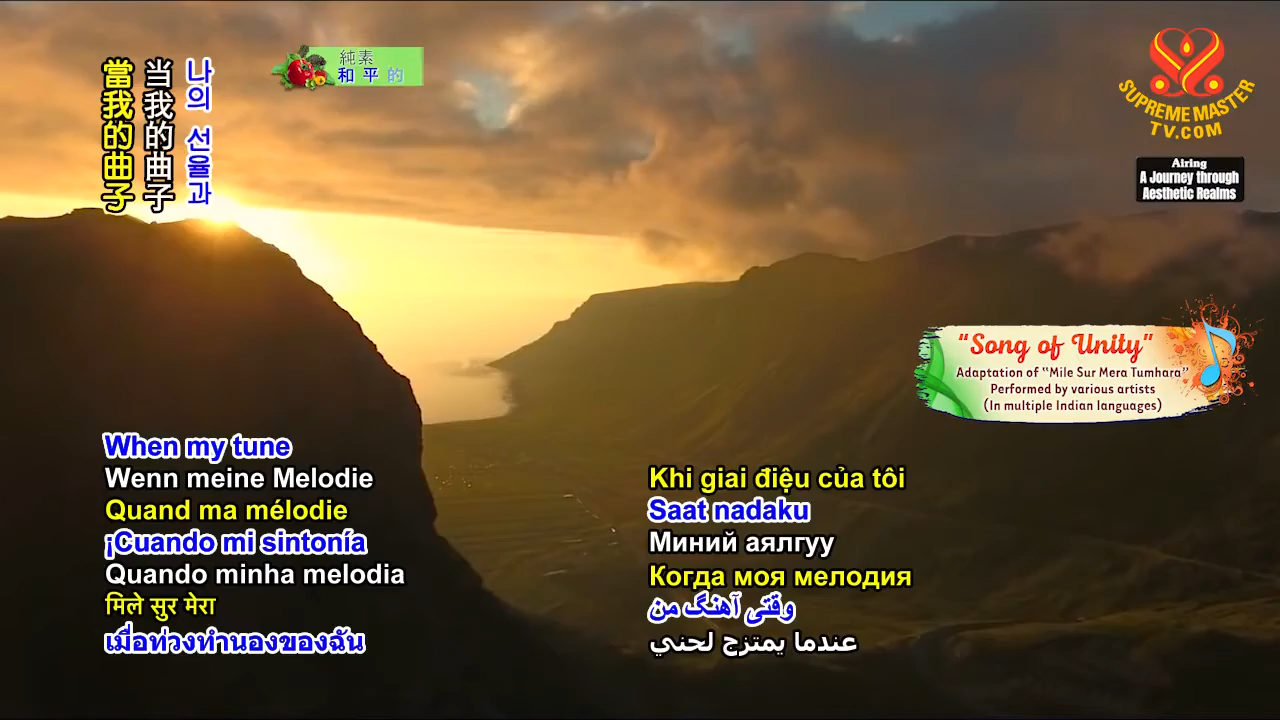 當我的曲子
当我的曲子
나의 선율과
純素
和 平 的
SUPREME MASTER
TV.COM
Airing
A Journey through
Aesthetic Realms
"Song of Unity"
Adaptation of "Mile Sur Mera Tumhara"
Performed by various artists
(In multiple Indian languages)
When my tune
Wenn meine Melodie
Quand ma mélodie
¡Cuando mi sintonía
Quando minha melodia
मिले सुर मेरा
เมื่อท่วงทำนองของฉัน
Khi giai điệu của tôi
Saat nadaku
Миний аялгуу
Когда моя мелодия
وقتی آهنگ من
عندما يمتزج لحني